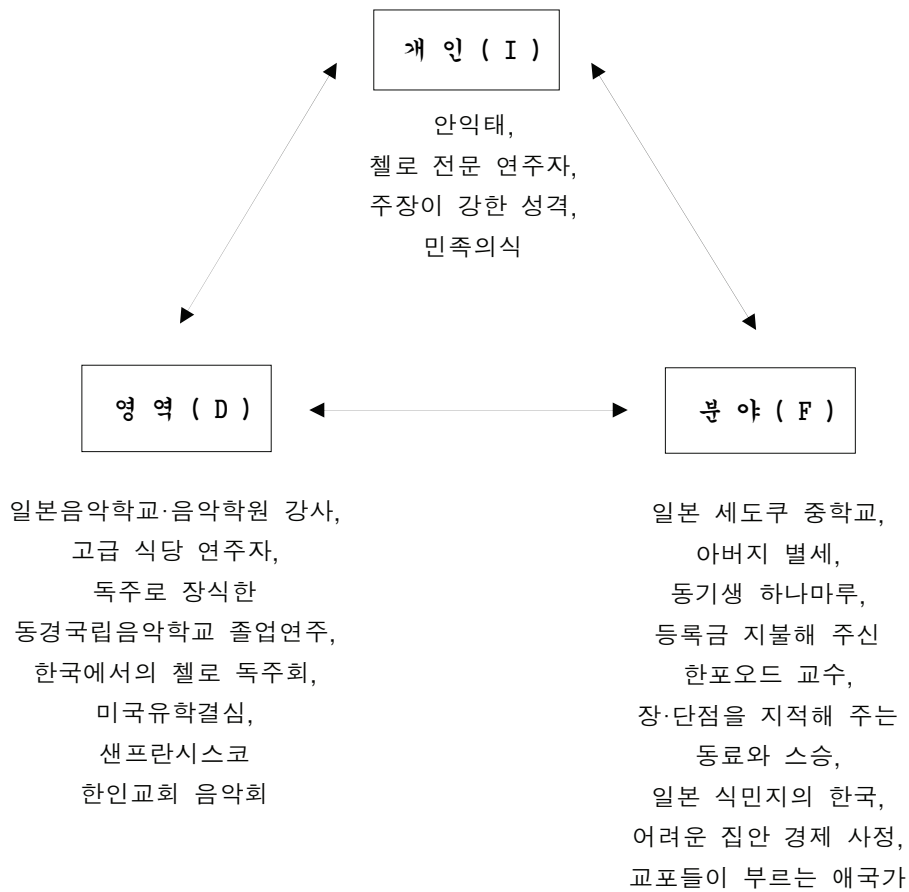 개 인 ( I )
안익태,
첼로 전문 연주자,
주장이 강한 성격,
민족의식
영 역 ( D )
일본음악학교·음악학원 강사,
고급 식당 연주자,
독주로 장식한
동경국립음악학교 졸업연주,
한국에서의 첼로 독주회,
미국유학결심,
샌프란시스코
한인교회 음악회
분 야 ( F )
일본 세도쿠 중학교,
아버지 별세,
동기생 하나마루,
등록금 지불해 주신
한포오드 교수,
장·단점을 지적해 주는
동료와 스승,
일본 식민지의 한국,
어려운 집안 경제 사정,
교포들이 부르는 애국가